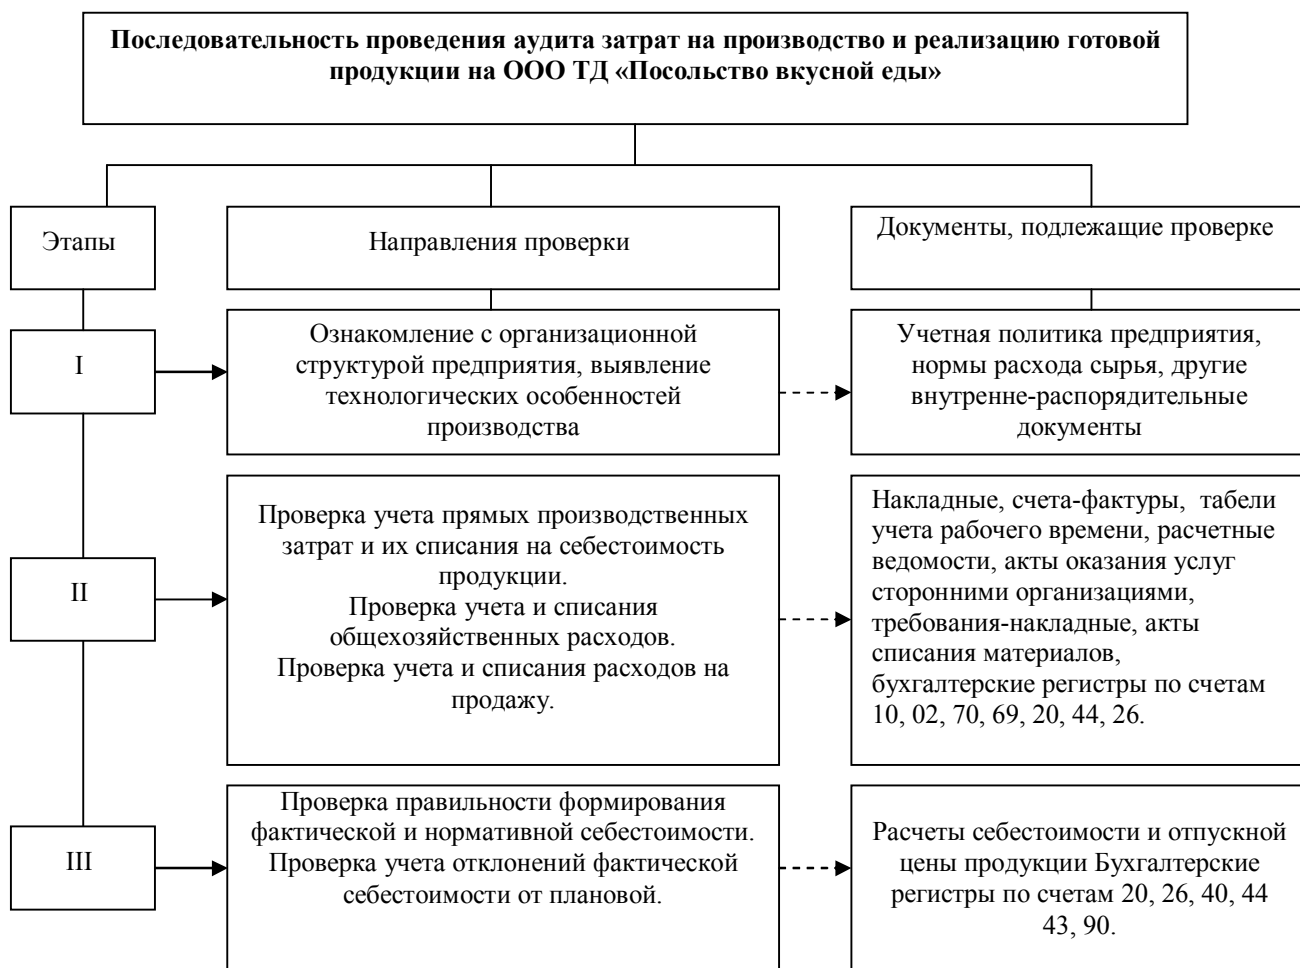 Последовательность проведения аудита затрат на производство и реализацию готовой
продукции на ООО ТД «Посольство вкусной еды»
Этапы
Направления проверки
Документы, подлежащие проверке
I
Ознакомление с организационной
структурой предприятия, выявление
технологических особенностей
производства
Учетная политика предприятия,
нормы расхода сырья, другие
внутренне-распорядительные
документы
II
Проверка учета прямых производственных
затрат и их списания на себестоимость
продукции.
Проверка учета и списания
общехозяйственных расходов.
Проверка учета и списания расходов на
продажу.
Накладные, счета-фактуры, табели
учета рабочего времени, расчетные
ведомости, акты оказания услуг
сторонними организациями,
требования-накладные, акты
списания материалов,
бухгалтерские регистры по счетам
10, 02, 70, 69, 20, 44, 26.
III
Проверка правильности формирования
фактической и нормативной себестоимости.
Проверка учета отклонений фактической
себестоимости от плановой.
Расчеты себестоимости и отпускной
цены продукции Бухгалтерские
регистры по счетам 20, 26, 40, 44
43, 90.